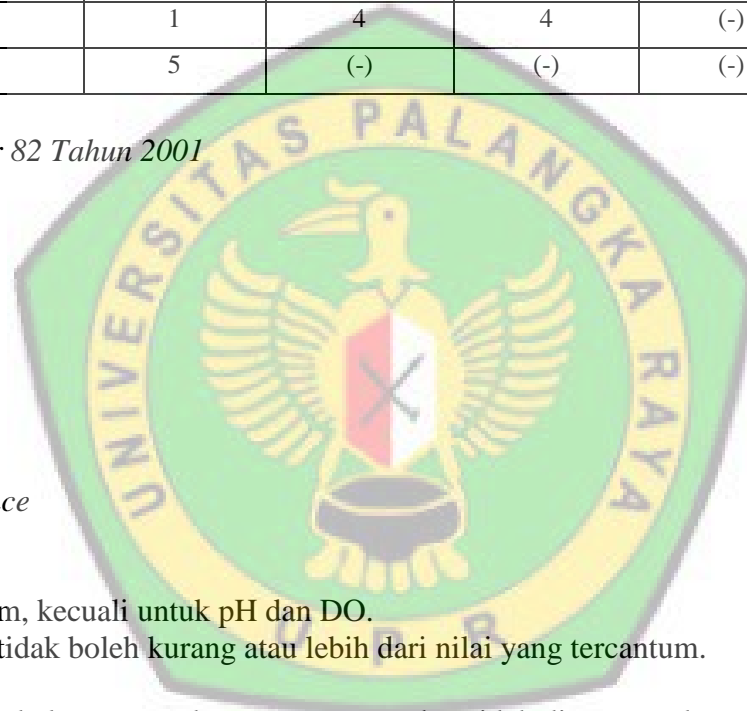 1 4 4 (-)
5 (-) (-) (-)
82 Tahun 2001
UNIVERSITAS PALANGKA RAYA
UPR
kecuali untuk pH dan DO.
tidak boleh kurang atau lebih dari nilai yang tercantum.